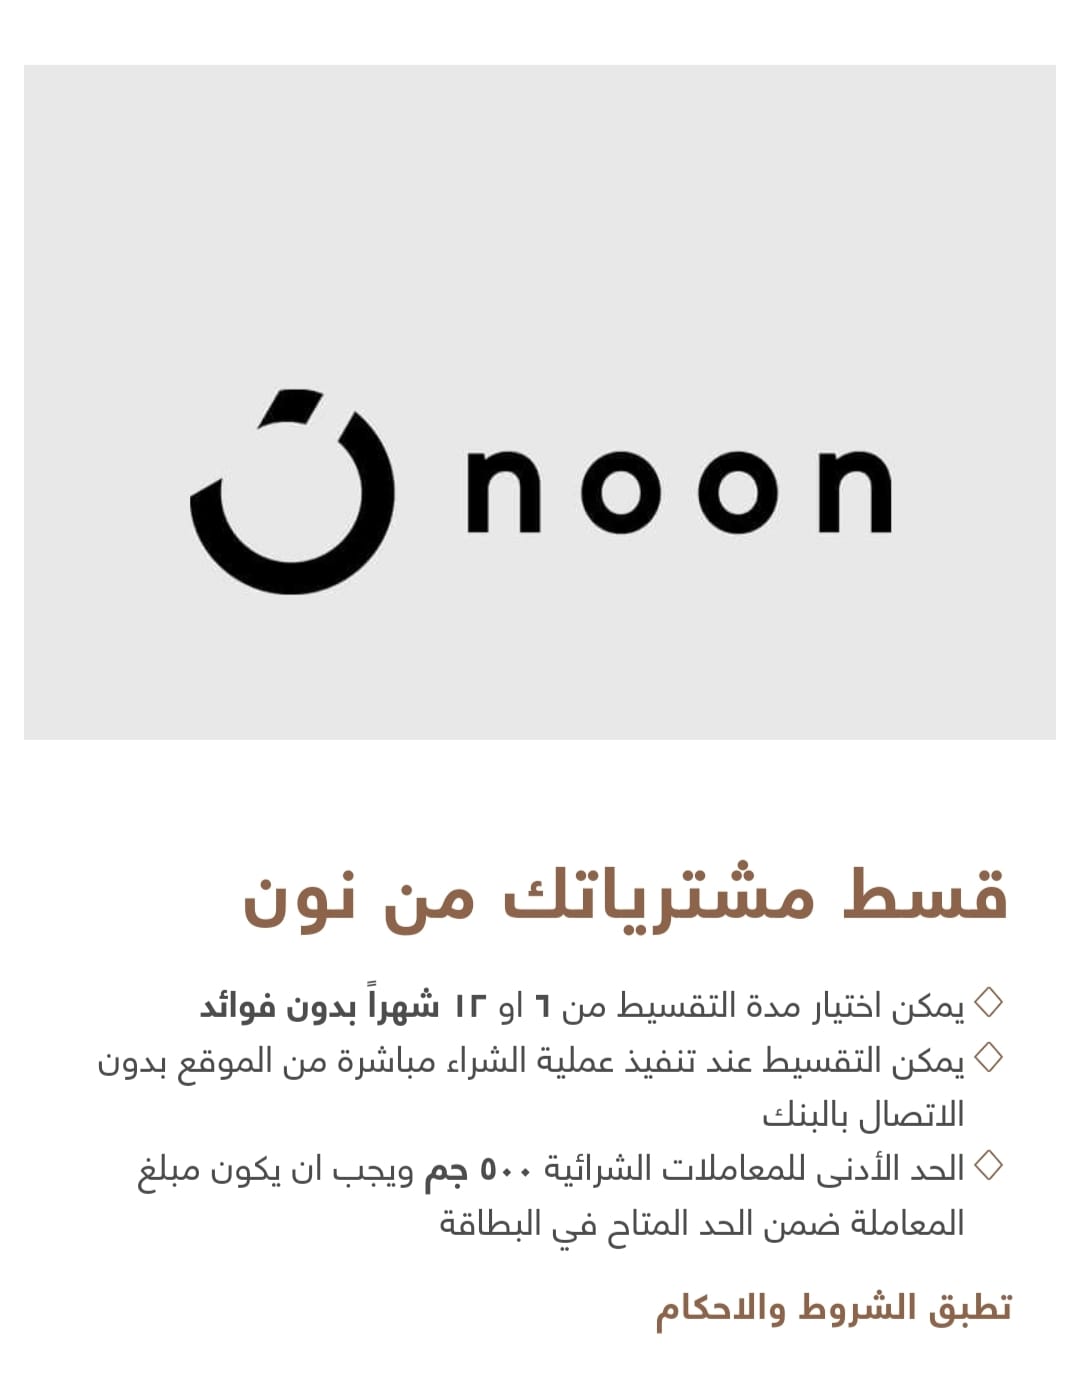 noon
قسط مشترياتك من نون
يمكن اختيار مدة التقسيط من ٦ او ١٢ شهراً بدون فوائد
يمكن التقسيط عند تنفيذ عملية الشراء مباشرة من الموقع بدون
الاتصال بالبنك
الحد الأدنى للمعاملات الشرائية ٥٠٠ جم ويجب ان يكون مبلغ
المعاملة ضمن الحد المتاح في البطاقة
تطبق الشروط والاحكام